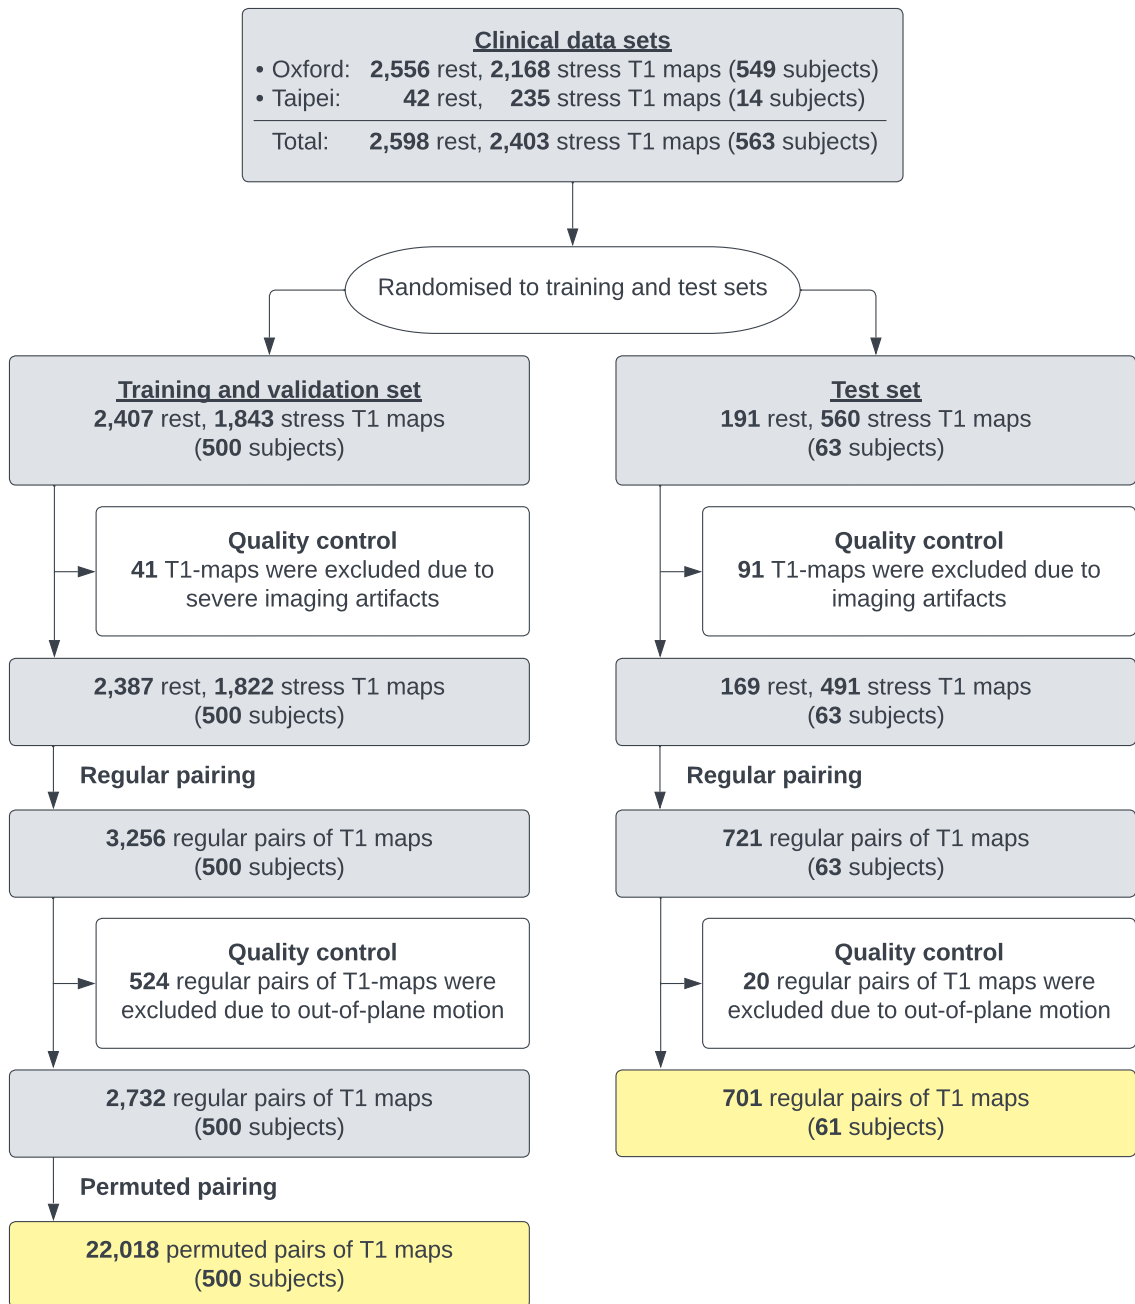 Clinical data sets
• Oxford: 2,556 rest, 2,168 stress T1 maps (549 subjects)
• Taipei: 42 rest, 235 stress T1 maps (14 subjects)
Total: 2,598 rest, 2,403 stress T1 maps (563 subjects)
Randomised to training and test sets
Training and validation set
2,407 rest, 1,843 stress T1 maps
(500 subjects)
Quality control
41 T1-maps were excluded due to
severe imaging artifacts
2,387 rest, 1,822 stress T1 maps
(500 subjects)
Regular pairing
3,256 regular pairs of T1 maps
(500 subjects)
Quality control
524 regular pairs of T1-maps were
excluded due to out-of-plane motion
2,732 regular pairs of T1 maps
(500 subjects)
Permuted pairing
22,018 permuted pairs of T1 maps
(500 subjects)
Test set
191 rest, 560 stress T1 maps
(63 subjects)
Quality control
91 T1-maps were excluded due to
imaging artifacts
169 rest, 491 stress T1 maps
(63 subjects)
Regular pairing
721 regular pairs of T1 maps
(63 subjects)
Quality control
20 regular pairs of T1 maps were
excluded due to out-of-plane motion
701 regular pairs of T1 maps
(61 subjects)